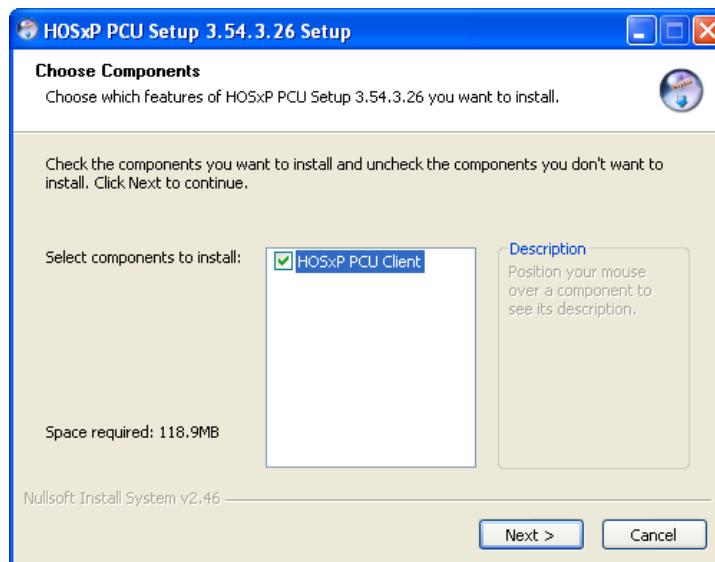 HOSxP PCU Setup 3.54.3.26 Setup
Choose Components
Choose which features of HOSxP PCU Setup 3.54.3.26 you want to install.
Check the components you want to install and uncheck the components you don't want to
install. Click Next to continue.
Select components to install:
HOSxP PCU Client
Description
Position your mouse
over a component to
see its description.
Space required: 118.9MB
Nullsoft Install System v2.46
Next >
Cancel